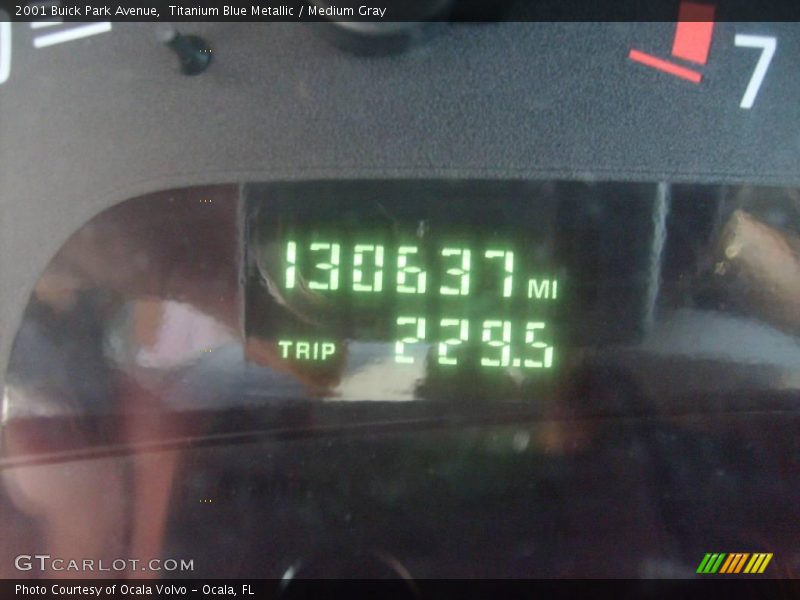 2001 Buick Park Avenue,  Titanium Blue Metallic / Medium Gray
7
130637 MI
TRIP 229.5
GTCARLOT.COM
Photo Courtesy of Ocala Volvo - Ocala, FL